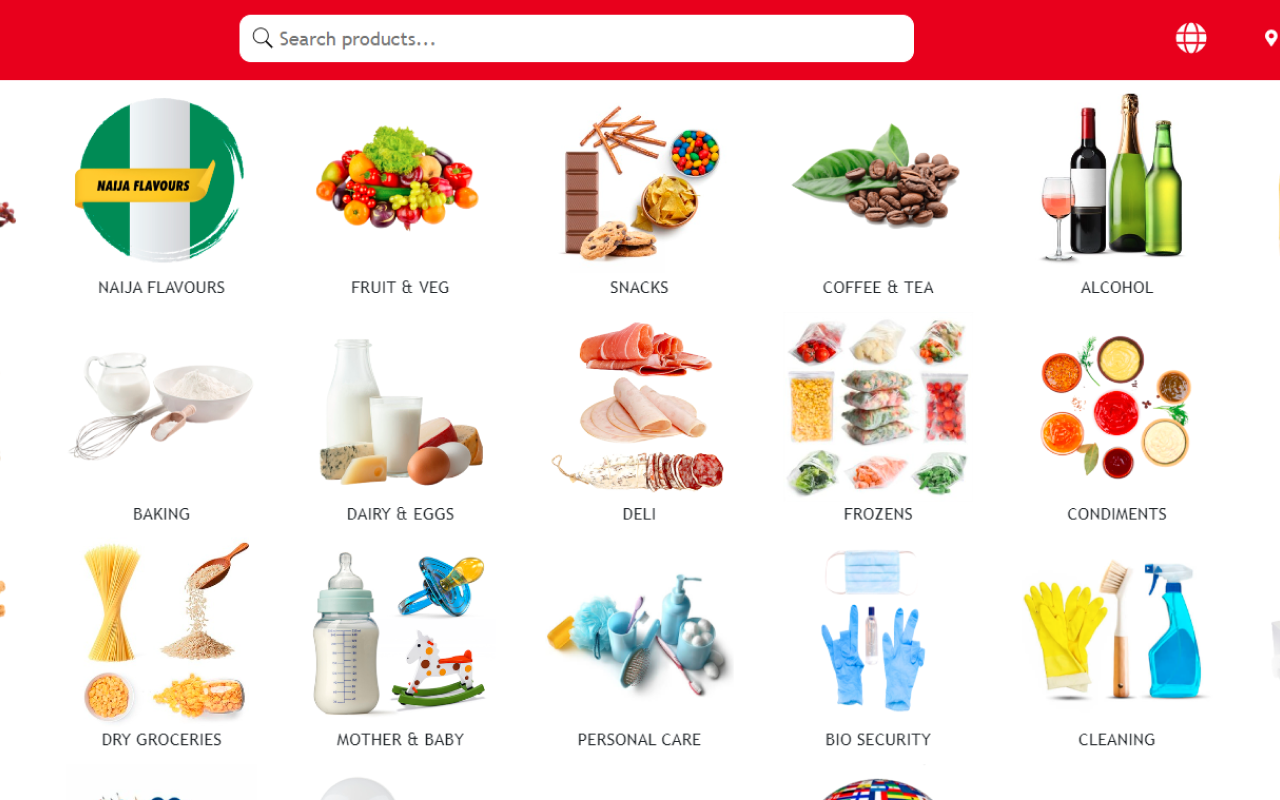 Search products...
NAIJA FLAVOURS
NAIJA FLAVOURS
FRUIT & VEG
SNACKS
COFFEE & TEA
ALCOHOL
BAKING
DAIRY & EGGS
DELI
FROZENS
CONDIMENTS
DRY GROCERIES
MOTHER & BABY
PERSONAL CARE
BIO SECURITY
CLEANING